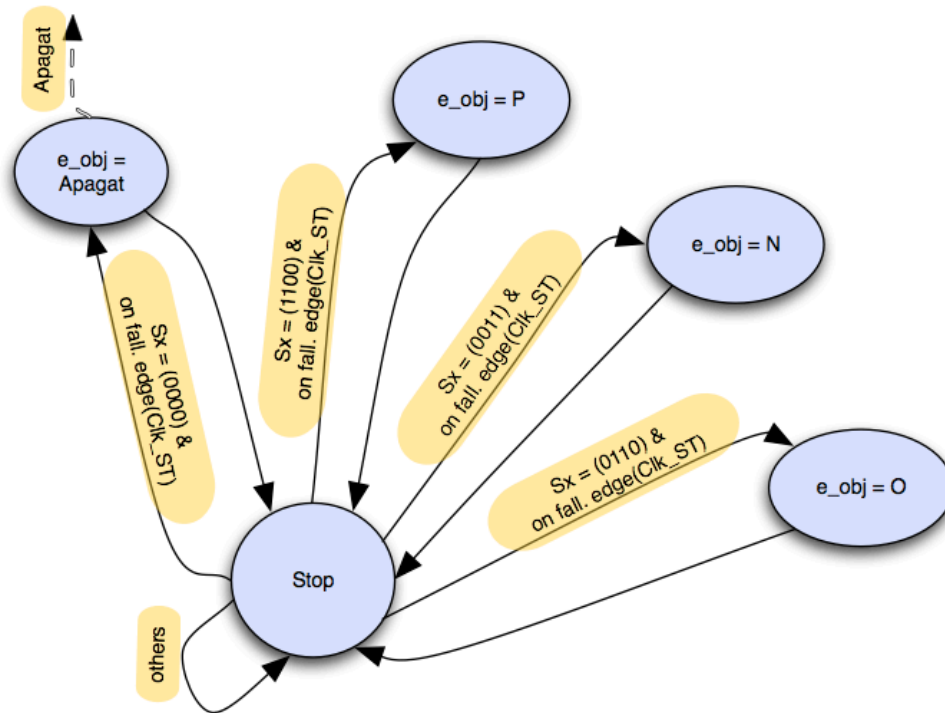 Apagat
e_obj =
Apagat
e_obj = P
e_obj = N
e_obj = O
Sx = (0000) &
on fall. edge(Clk_ST)
Sx = (1100) &
on fall. edge(Clk_ST)
Sx = (0011) &
on fall. edge(Clk_ST)
Sx = (0110) &
on fall. edge(Clk_ST)
Stop
others